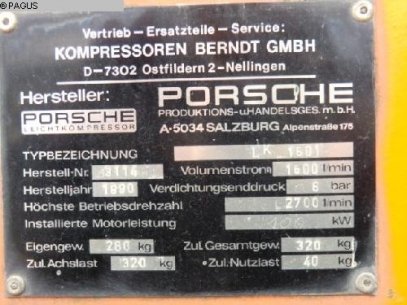 © PAGUS
Vertrieb - Ersatzteile - Service:
KOMPRESSOREN BERNDT GMBH
D-7302 Ostfildern 2-Nellingen
Hersteller: PORSCHE
PORSCHE PRODUKTIONS- u. HANDELSGES. m. b. H.
LEICHTKOMPRESSOR A-5034 SALZBURG Alpenstraße 175
TYPBEZEICHNUNG LK 1601
Herstell-Nr. Volumenstrom 1600 l/min
Herstelljahr 1990 Verdichtungsenddruck 6 bar
Höchste Betriebsdrehzahl 2700 l/min
Installierte Motorleistung kW
Eigengew. 280 kg Zul. Gesamtgew. 320 kg
Zul. Achslast 320 kg Zul. Nutzlast 40 kg